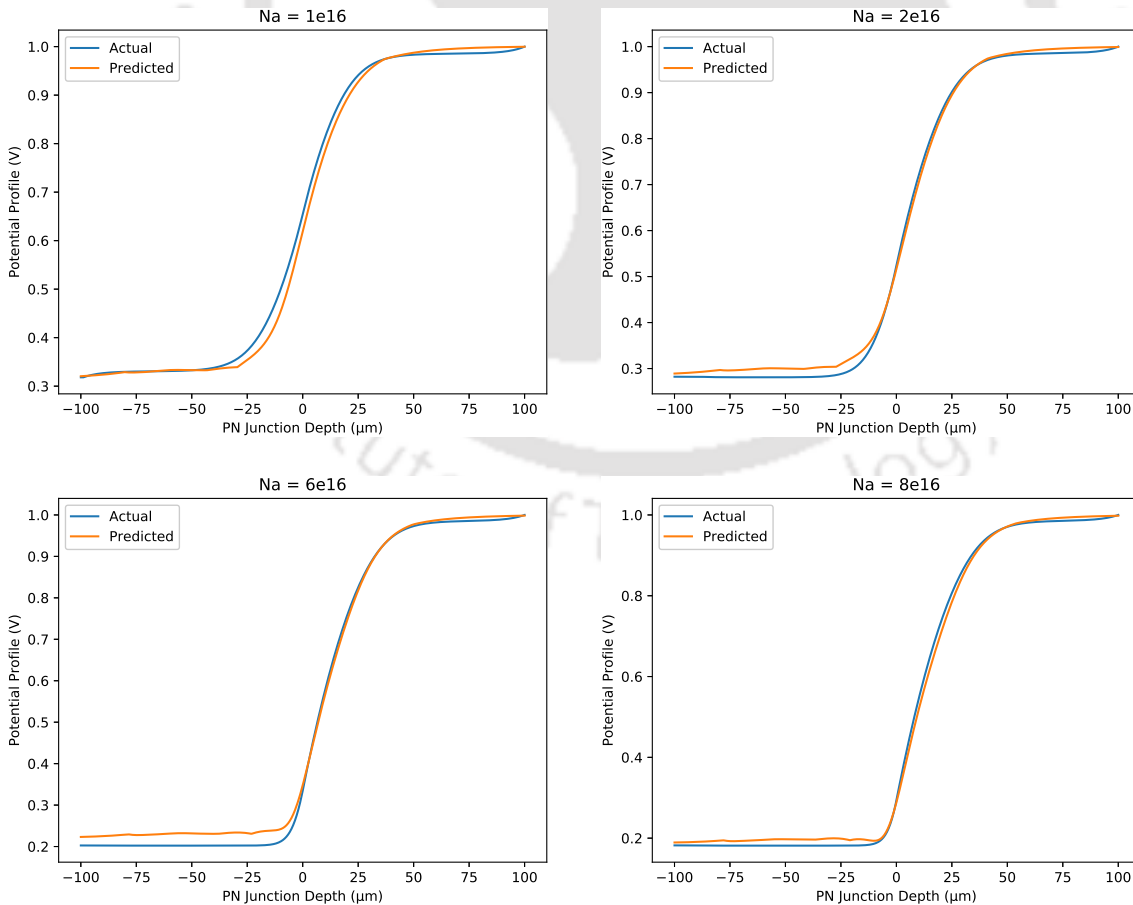 Na = 1e16
Actual
Predicted
Potential Profile (V)
1.0
0.9
0.8
0.7
0.6
0.5
0.4
0.3
−100 −75 −50 −25 0 25 50 75 100
PN Junction Depth (μm)
Na = 2e16
Actual
Predicted
Potential Profile (V)
1.0
0.9
0.8
0.7
0.6
0.5
0.4
0.3
−100 −75 −50 −25 0 25 50 75 100
PN Junction Depth (μm)
Na = 6e16
Actual
Predicted
Potential Profile (V)
1.0
0.9
0.8
0.7
0.6
0.5
0.4
0.3
0.2
−100 −75 −50 −25 0 25 50 75 100
PN Junction Depth (μm)
Na = 8e16
Actual
Predicted
Potential Profile (V)
1.0
0.8
0.6
0.4
0.2
−100 −75 −50 −25 0 25 50 75 100
PN Junction Depth (μm)